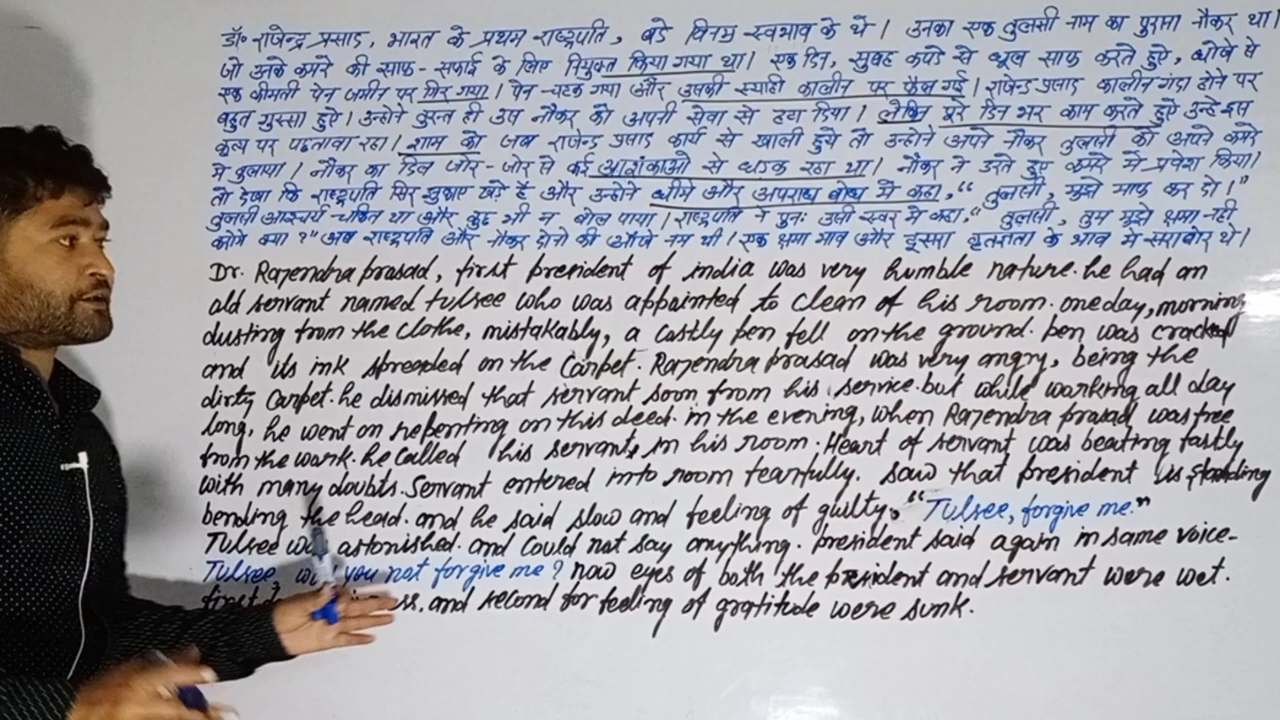 डॉ॰ राजेन्द्र प्रसाद, भारत के प्रथम राष्ट्रपति, बडे विनम्र स्वभाव के थे। उनका एक तुलसी नाम का पुराना नौकर था।
जो उनके कमरे की साफ-सफाई के लिए नियुक्त किया गया था। एक दिन, सुबह कपडे से धूल साफ करते हुए, धोखे से
एक कीमती पेन जमीन पर गिर गया। पेन चटक गया और उसकी स्याही कालीन पर फैल गई। राजेन्द्र प्रसाद कालीन गंदा होने पर
बहुत गुस्सा हुऐ। उन्होने तुरन्त ही उस नौकर को अपनी सेवा से हटा दिया। लेकिन पूरे दिन भर काम करते हुऐ उन्हे इस
कृत्य पर पछतावा रहा। शाम को जब राजेन्द्र प्रसाद कार्य से खाली हुये तो उन्होने अपने नौकर तुलसी को अपने कमरे
मे बुलाया। नौकर का दिल जोर-जोर से कई आशंकाओ से धडक रहा था। नौकर ने डरते हुए कमरे मे प्रवेश किया।
तो देखा कि राष्ट्रपति सिर झुकाए खडे है और उन्होने धीमे और अपराध बोध मे कहा, "तुलसी, मुझे माफ कर दो।"
तुलसी आश्चर्य चकित था और कुछ भी न बोल पाया। राष्ट्रपति ने पुनः उसी स्वर मे कहा, "तुलसी, तुम मुझे क्षमा नही
करोगे क्या?" अब राष्ट्रपति और नौकर दोनो की आँखे नम थी। एक क्षमा भाव और दूसरा कृतज्ञता के भाव मे सराबोर थे।
Dr. Rajendra prasad, first president of india was very humble nature. he had an
old servant named tulsee who was appainted to clean of his room. one day, morning
dusting from the clothe, mistakably, a costly pen fell on the ground. pen was cracked
and its ink spreaded on the carpet. Rajendra prasad was very angry, being the
dirty carpet. he dismissed that servant soon from his service. but while working all day
long, he went on repenting on this deed. in the evening, when Rajendra prasad was free
from the work. he called his servant, in his room. Heart of servant was beating fastly
with many doubts. Servant entered into room fearfully. saw that president is standing
bending the head. and he said slow and feeling of guilty, "Tulsee, forgive me."
Tulsee was astonished. and could not say anything. president said again in same voice-
Tulsee, you not forgive me? now eyes of both the president and servant were wet.
first and second for feeling of gratitude were sunk.